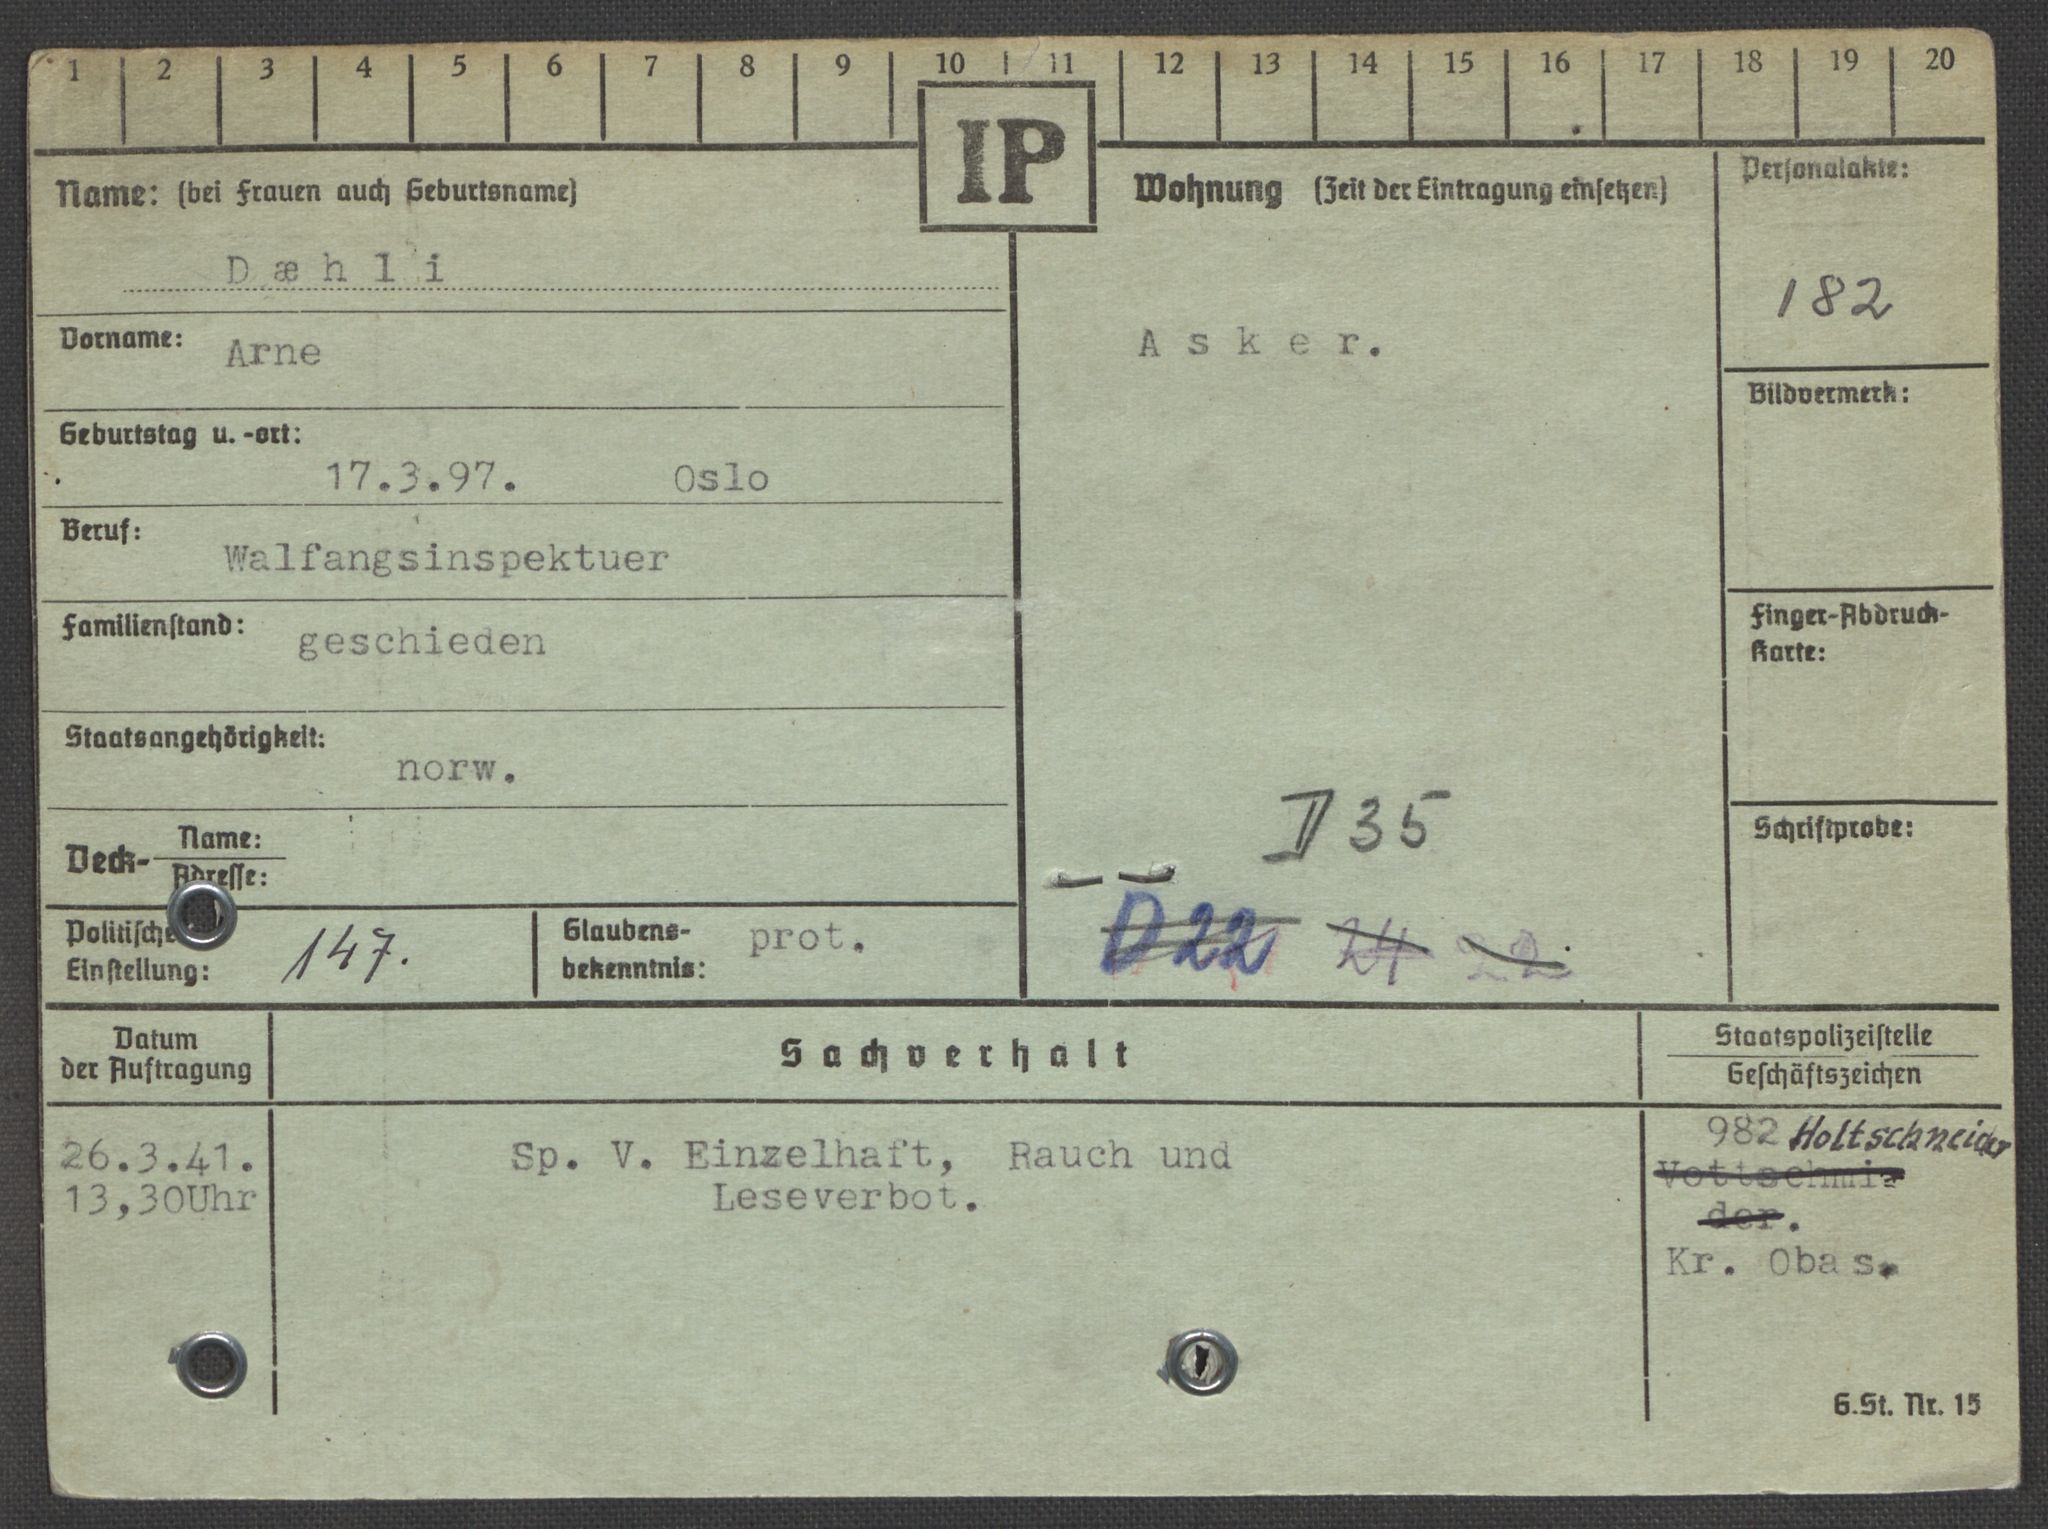 1 2 3 4 5 6 7 8 9 10 11 12 13 14 15 16 17 18 19 20
IP
Name: (bei Frauen auch Geburtsname)
Dæhli
Vorname: Arne
Geburtstag u. -ort:
17.3.97. Oslo
Beruf:
Walfangsinspektuer
Familienstand: geschieden
Staatsangehörigkeit:
norw.
Deck- Name:
Adresse:
Politische
Einstellung: 147.
Glaubens-
bekenntnis: prot.
Wohnung (Zeit der Eintragung einsetzen)
Asker.
35
D 22 24 22
Personalakte:
182
Bildvermerk:
Finger-Abdruck-
Karte:
Schriftprobe:
Datum
der Auftragung
Sachverhalt
Staatspolizeistelle
Geschäftszeichen
26.3.41.
13,30Uhr
Sp. V. Einzelhaft, Rauch und
Leseverbot.
982 Holtschneider
Vottschmi-
der.
Kr. Obas.
G.St. Nr. 15